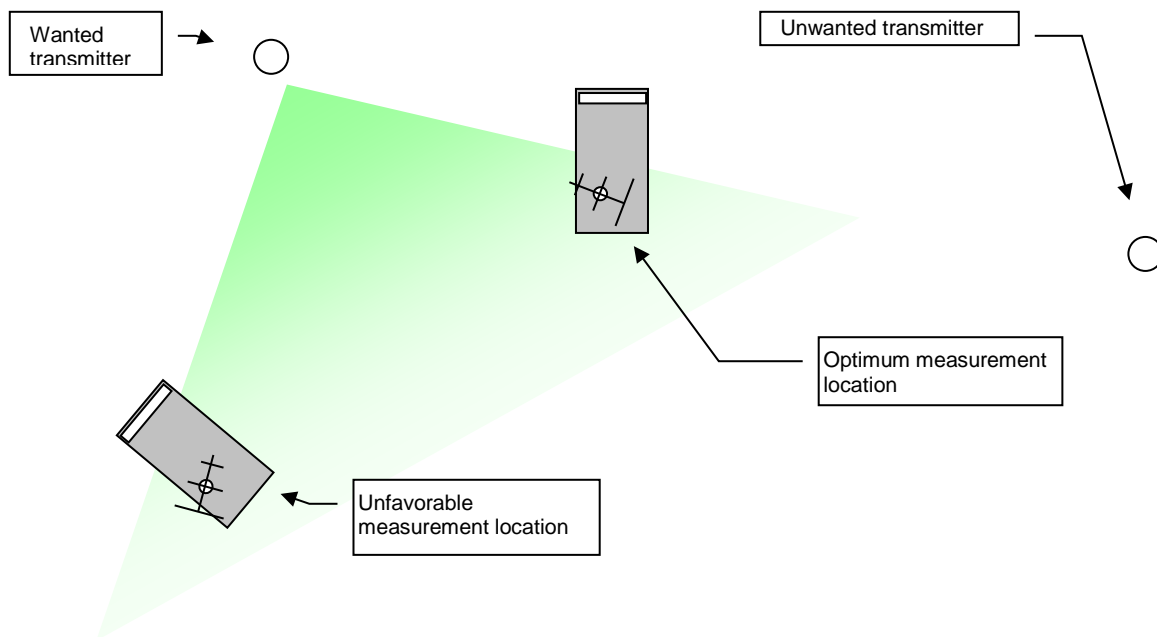 Wanted
transmitter
Unwanted transmitter
Optimum measurement
location
Unfavorable
measurement location